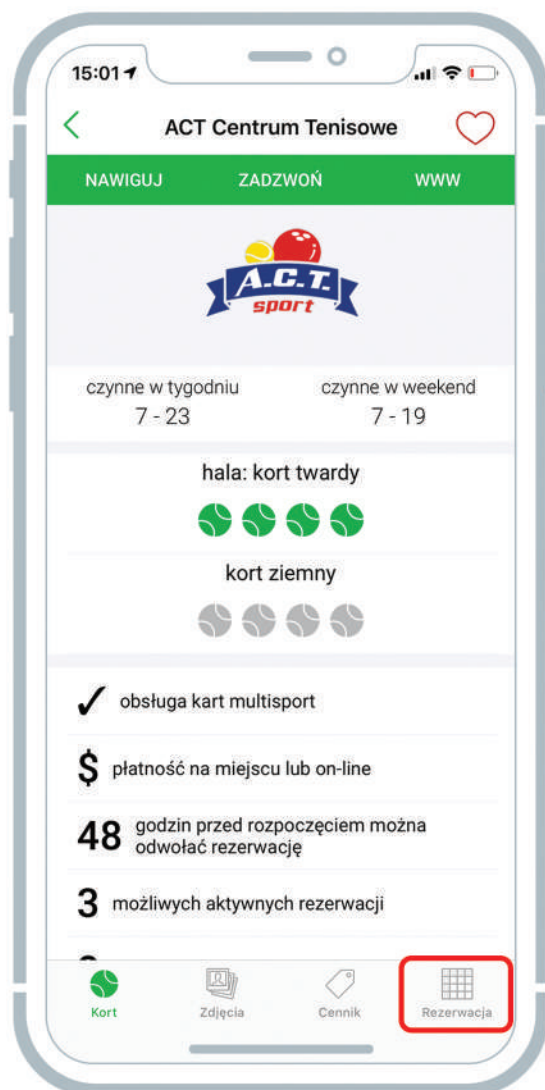 15:01
ACT Centrum Tenisowe
NAWIGUJ ZADZWOŃ WWW
A.C.T.
sport
czynne w tygodniu czynne w weekend
7 - 23 7 - 19
hala: kort twardy
kort ziemny
✓ obsługa kart multisport
$ płatność na miejscu lub on-line
48 godzin przed rozpoczęciem można
odwołać rezerwację
3 możliwych aktywnych rezerwacji
Kort Zdjęcia Cennik Rezerwacja